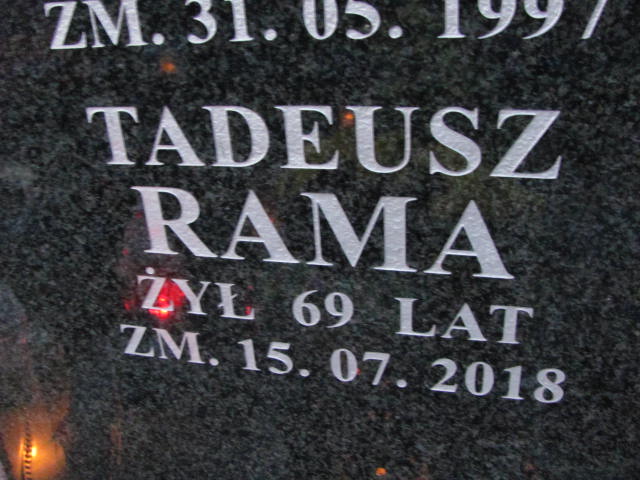 ZM. 31. 05. 1997
TADEUSZ
RAMA
ŻYŁ 69 LAT
ZM. 15. 07. 2018